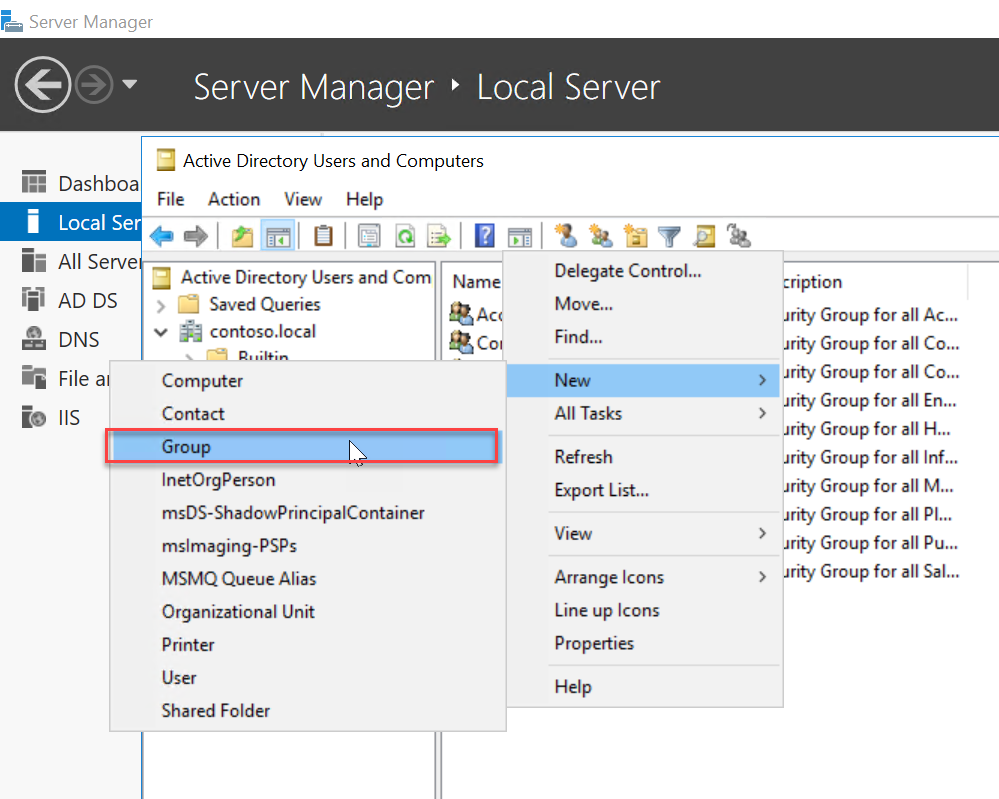 Server Manager
Server Manager ‣ Local Server
Dashboa
Local Ser
All Server
AD DS
DNS
File a
IIS
Active Directory Users and Computers
File Action View Help
Active Directory Users and Com
Saved Queries
contoso.local
Builtin
Name
cription
Acc
urity Group for all Ac...
Con
urity Group for all Co...
urity Group for all Co...
urity Group for all En...
urity Group for all H...
urity Group for all Inf...
urity Group for all M...
urity Group for all Pl...
urity Group for all Pu...
urity Group for all Sal...
Delegate Control...
Move...
Find...
New
All Tasks
Refresh
Export List...
View
Arrange Icons
Line up Icons
Properties
Help
Computer
Contact
Group
InetOrgPerson
msDS-ShadowPrincipalContainer
msImaging-PSPs
MSMQ Queue Alias
Organizational Unit
Printer
User
Shared Folder